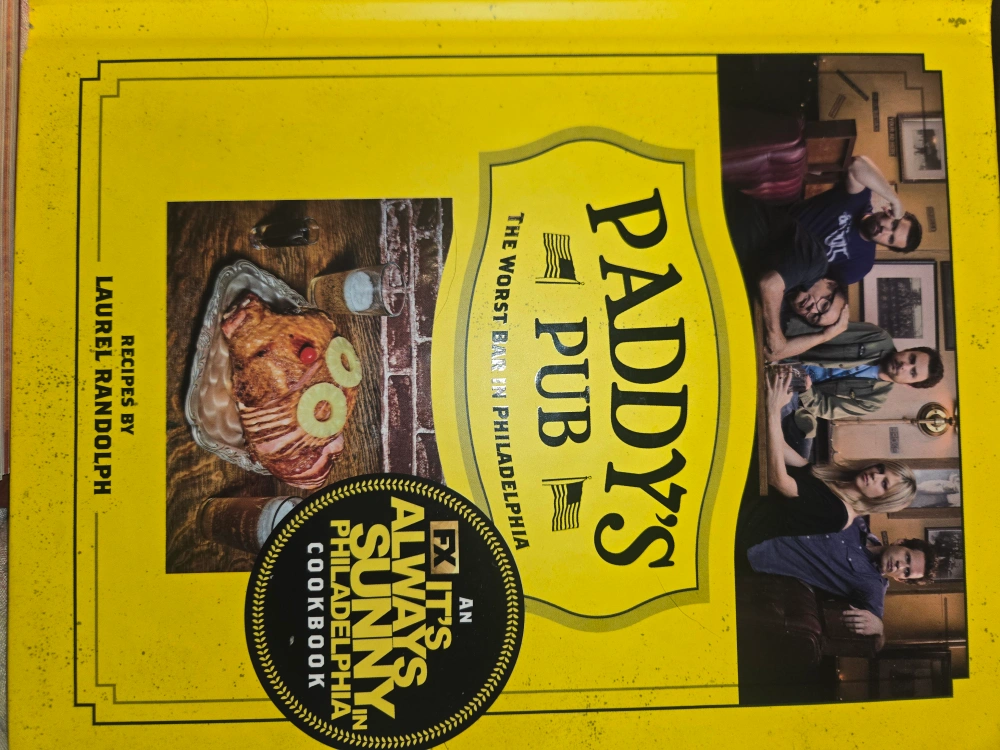 PADDY'S
PUB
THE WORST BAR IN PHILADELPHIA
AN
FX IT'S
ALWAYS
SUNNY IN
PHILADELPHIA
COOKBOOK
RECIPES BY
LAUREL RANDOLPH